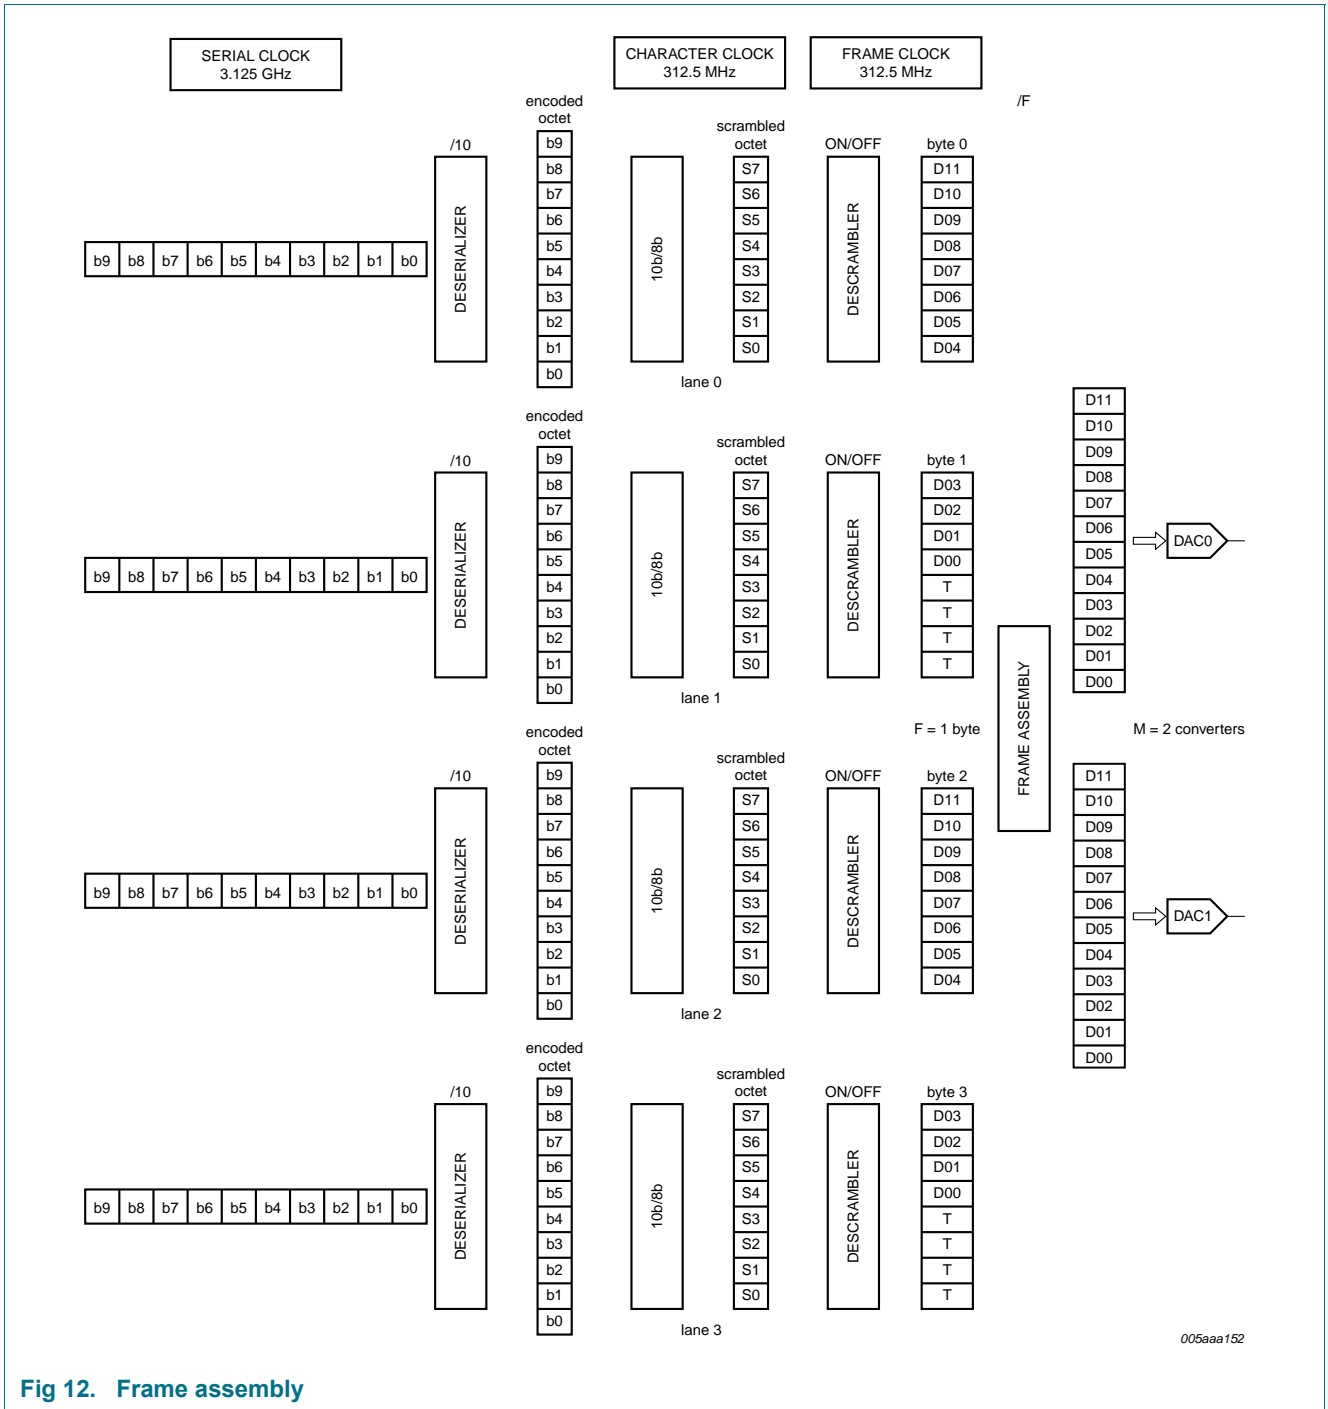 SERIAL CLOCK
3.125 GHz
CHARACTER CLOCK
312.5 MHz
FRAME CLOCK
312.5 MHz
/F
encoded
octet
/10
b9 b8 b7 b6 b5 b4 b3 b2 b1 b0
DESERIALIZER
b9
b8
b7
b6
b5
b4
b3
b2
b1
b0
10b/8b
scrambled
octet
S7
S6
S5
S4
S3
S2
S1
S0
lane 0
ON/OFF
DESCRAMBLER
byte 0
D11
D10
D09
D08
D07
D06
D05
D04
encoded
octet
/10
b9 b8 b7 b6 b5 b4 b3 b2 b1 b0
DESERIALIZER
b9
b8
b7
b6
b5
b4
b3
b2
b1
b0
10b/8b
scrambled
octet
S7
S6
S5
S4
S3
S2
S1
S0
lane 1
ON/OFF
DESCRAMBLER
byte 1
D03
D02
D01
D00
T
T
T
T
F = 1 byte
encoded
octet
/10
b9 b8 b7 b6 b5 b4 b3 b2 b1 b0
DESERIALIZER
b9
b8
b7
b6
b5
b4
b3
b2
b1
b0
10b/8b
scrambled
octet
S7
S6
S5
S4
S3
S2
S1
S0
lane 2
ON/OFF
DESCRAMBLER
byte 2
D11
D10
D09
D08
D07
D06
D05
D04
encoded
octet
/10
b9 b8 b7 b6 b5 b4 b3 b2 b1 b0
DESERIALIZER
b9
b8
b7
b6
b5
b4
b3
b2
b1
b0
10b/8b
scrambled
octet
S7
S6
S5
S4
S3
S2
S1
S0
lane 3
ON/OFF
DESCRAMBLER
byte 3
D03
D02
D01
D00
T
T
T
T
FRAME ASSEMBLY
D11
D10
D09
D08
D07
D06
D05
D04
D03
D02
D01
D00
DAC0
M = 2 converters
D11
D10
D09
D08
D07
D06
D05
D04
D03
D02
D01
D00
DAC1
005aaa152
Fig 12. Frame assembly